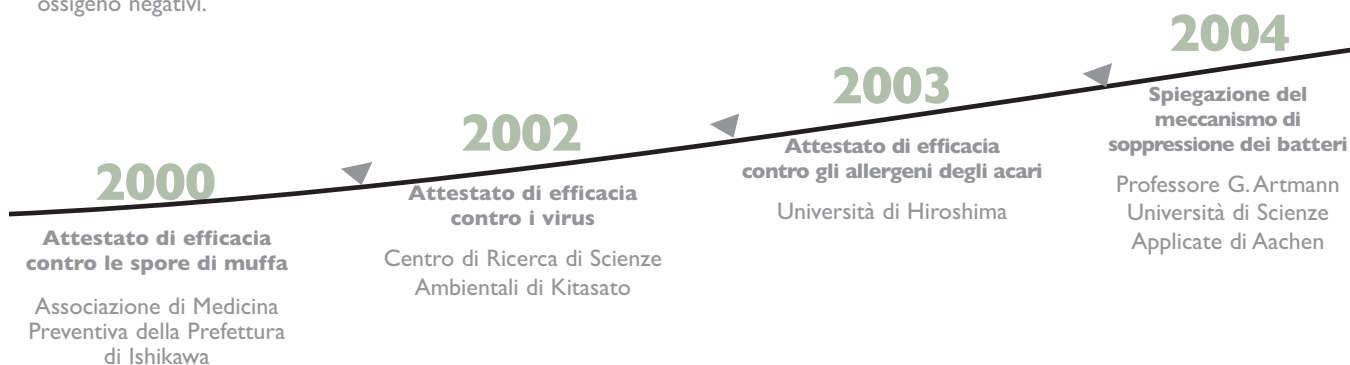 ossigeno negativi.
2000
Attestato di efficacia
contro le spore di muffa
Associazione di Medicina
Preventiva della Prefettura
di Ishikawa
2002
Attestato di efficacia
contro i virus
Centro di Ricerca di Scienze
Ambientali di Kitasato
2003
Attestato di efficacia
contro gli allergeni degli acari
Università di Hiroshima
2004
Spiegazione del
meccanismo di
soppressione dei batteri
Professore G. Artmann
Università di Scienze
Applicate di Aachen